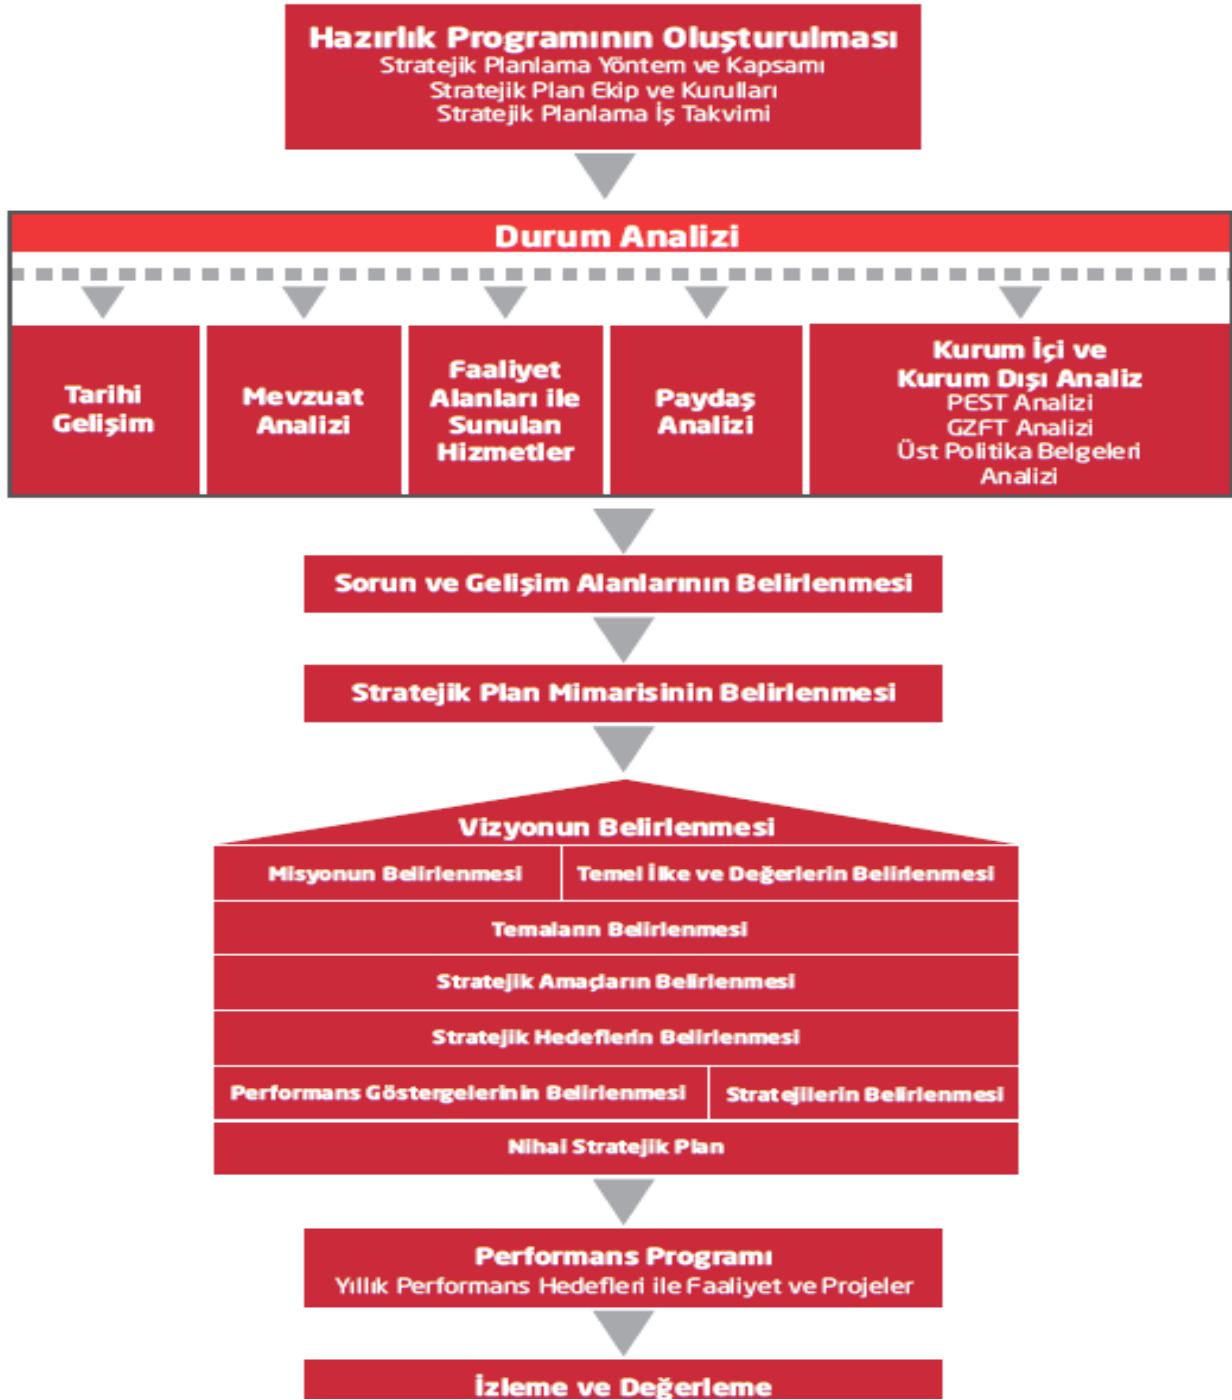 Hazırlık Programının Oluşturulması
Stratejik Planlama Yöntem ve Kapsamı
Stratejik Plan Ekip ve Kurulları
Stratejik Planlama İş Takvimi
Durum Analizi
Tarihi
Gelişim
Mevzuat
Analizi
Faaliyet
Alanları ile
Sunulan
Hizmetler
Paydaş
Analizi
Kurum İçi ve
Kurum Dışı Analiz
PEST Analizi
GZFT Analizi
Üst Politika Belgeleri
Analizi
Sorun ve Gelişim Alanlarının Belirlenmesi
Stratejik Plan Mimarisinin Belirlenmesi
Vizyonun Belirlenmesi
Misyonun Belirlenmesi
Temel İlke ve Değerlerin Belirlenmesi
Temaların Belirlenmesi
Stratejik Amaçların Belirlenmesi
Stratejik Hedeflerin Belirlenmesi
Performans Göstergelerinin Belirlenmesi
Stratejilerin Belirlenmesi
Nihai Stratejik Plan
Performans Programı
Yıllık Performans Hedefleri ile Faaliyet ve Projeler
İzleme ve Değerleme